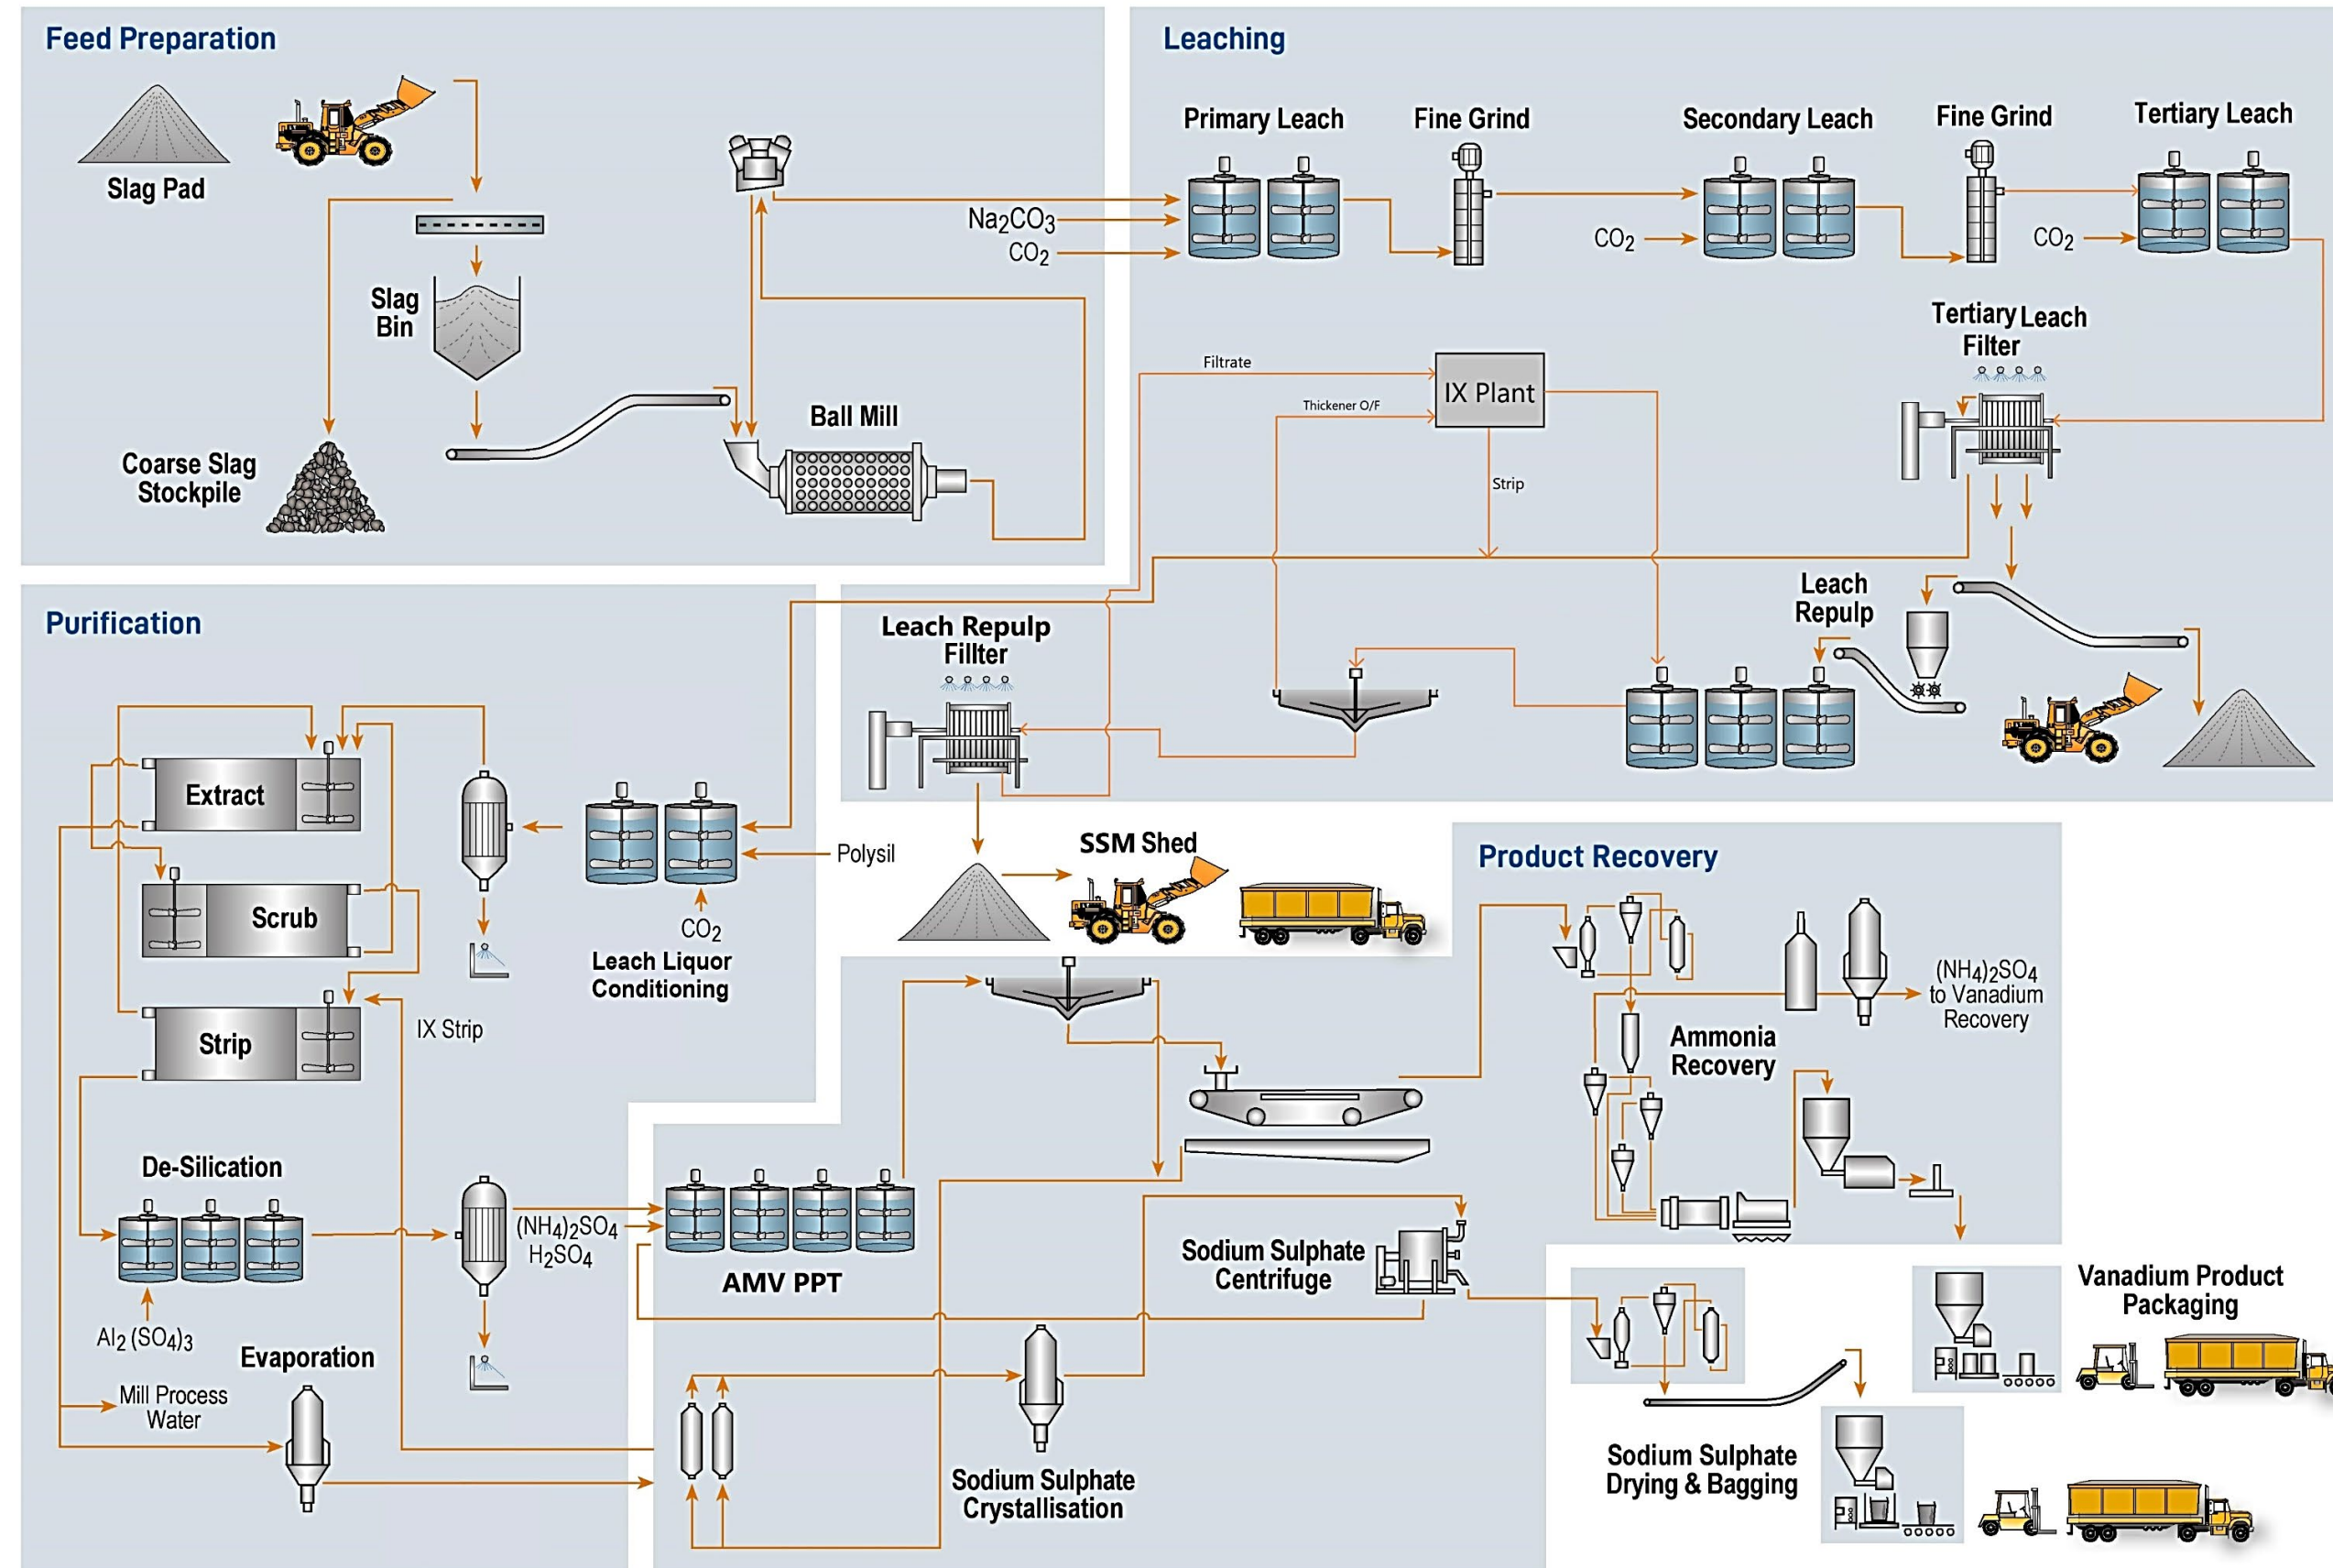 Feed Preparation
Slag Pad
Slag
Bin
Coarse Slag
Stockpile
Ball Mill
Leaching
Primary Leach
Fine Grind
Secondary Leach
Fine Grind
Tertiary Leach
Na₂CO₃
CO₂
CO₂
CO₂
Tertiary Leach
Filter
Filtrate
Thickener O/F
IX Plant
Strip
Leach
Repulp
Leach Repulp
Fillter
Purification
Extract
Scrub
Strip
IX Strip
Polysil
CO₂
Leach Liquor
Conditioning
SSM Shed
De-Silication
Al₂ (SO₄)₃
Evaporation
Mill Process
Water
(NH₄)₂SO₄
H₂SO₄
AMV PPT
Product Recovery
(NH₄)₂SO₄
to Vanadium
Recovery
Ammonia
Recovery
Sodium Sulphate
Centrifuge
Sodium Sulphate
Crystallisation
Vanadium Product
Packaging
Sodium Sulphate
Drying & Bagging